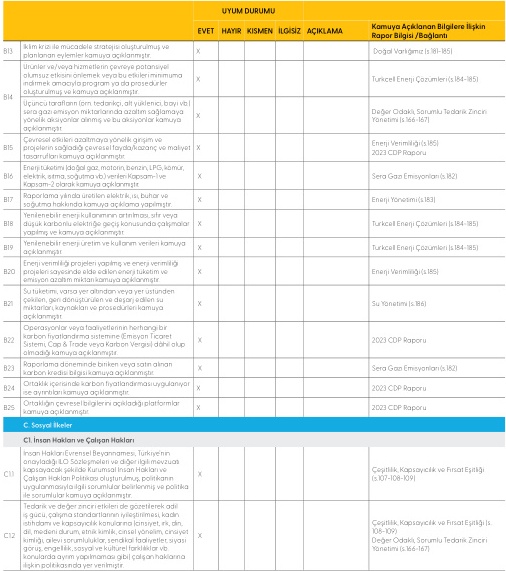 UYUM DURUMU
EVET HAYIR KISMEN İLGİSİZ AÇIKLAMA Kamuya Açıklanan Bilgilere İlişkin
Rapor Bilgisi /Bağlantı
B13 İklim krizi ile mücadele stratejisi oluşturulmuş ve
planlanan eylemler kamuya açıklanmıştır. X Doğal Varlığımız (s.181-185)
B14
Ürünler ve/veya hizmetlerin çevreye potansiyel
olumsuz etkisini önlemek veya bu etkileri minimuma
indirmek amacıyla program ya da prosedürler
oluşturulmuş ve kamuya açıklanmıştır. X Turkcell Enerji Çözümleri (s.184-185)
Üçüncü tarafların (örn. tedarikçi, alt yüklenici, bayi vb.)
sera gazı emisyon miktarlarında azaltım sağlamaya
yönelik aksiyonlar alınmış ve bu aksiyonlar kamuya
açıklanmıştır. X Değer Odaklı, Sorumlu Tedarik Zinciri
Yönetimi (s.166-167)
B15 Çevresel etkileri azaltmaya yönelik girişim ve
projelerin sağladığı çevresel fayda/kazanç ve maliyet
tasarrufları kamuya açıklanmıştır. X Enerji Verimliliği (s.185)
2023 CDP Raporu
B16 Enerji tüketimi (doğal gaz, motorin, benzin, LPG, kömür,
elektrik, ısıtma, soğutma vb.) verileri Kapsam-1 ve
Kapsam-2 olarak kamuya açıklanmıştır. X Sera Gazı Emisyonları (s.182)
B17 Raporlama yılında üretilen elektrik, ısı, buhar ve
soğutma hakkında kamuya açıklama yapılmıştır. X Enerji Yönetimi (s.183)
B18 Yenilenebilir enerji kullanımının artırılması, sıfır veya
düşük karbonlu elektriğe geçiş konusunda çalışmalar
yapılmış ve kamuya açıklanmıştır. X Turkcell Enerji Çözümleri (s.184-185)
B19 Yenilenebilir enerji üretim ve kullanım verileri kamuya
açıklanmıştır. X Turkcell Enerji Çözümleri (s.184-185)
B20 Enerji verimliliği projeleri yapılmış ve enerji verimliliği
projeleri sayesinde elde edilen enerji tüketim ve
emisyon azaltım miktarı kamuya açıklanmıştır. X Enerji Verimliliği (s.185)
B21 Su tüketimi, varsa yer altından veya yer üstünden
çekilen, geri dönüştürülen ve deşarj edilen su
miktarları, kaynakları ve prosedürleri kamuya
açıklanmıştır. X Su Yönetimi (s.186)
B22 Operasyonlar veya faaliyetlerinin herhangi bir
karbon fiyatlandırma sistemine (Emisyon Ticaret
Sistemi, Cap & Trade veya Karbon Vergisi) dâhil olup
olmadığı kamuya açıklanmıştır. X 2023 CDP Raporu
B23 Raporlama döneminde biriken veya satın alınan
karbon kredisi bilgisi kamuya açıklanmıştır. X Sera Gazı Emisyonları (s.182)
B24 Ortaklık içerisinde karbon fiyatlandırması uygulanıyor
ise ayrıntıları kamuya açıklanmıştır. X 2023 CDP Raporu
B25 Ortaklığın çevresel bilgilerini açıkladığı platformlar
kamuya açıklanmıştır. X 2023 CDP Raporu
C. Sosyal İlkeler
C1. İnsan Hakları ve Çalışan Hakları
C1.1 İnsan Hakları Evrensel Beyannamesi, Türkiye'nin
onayladığı ILO Sözleşmeleri ve diğer ilgili mevzuatı
kapsayacak şekilde Kurumsal İnsan Hakları ve
Çalışan Hakları Politikası oluşturulmuş, politikanın
uygulanmasıyla ilgili sorumlular belirlenmiş ve politika
ile sorumlular kamuya açıklanmıştır. X Çeşitlilik, Kapsayıcılık ve Fırsat Eşitliği
(s.107-108-109)
C1.2 Tedarik ve değer zinciri etkileri de gözetilerek adil
iş gücü, çalışma standartlarının iyileştirilmesi, kadın
istihdamı ve kapsayıcılık konularına (cinsiyet, ırk, din,
dil, medeni durum, etnik kimlik, cinsel yönelim, cinsiyet
kimliği, ailevi sorumluluklar, sendikal faaliyetler, siyasi
görüş, engellilik, sosyal ve kültürel farklılıklar vb.
konularda ayrım yapılmaması gibi) çalışan haklarına
ilişkin politikasında yer verilmiştir. X Çeşitlilik, Kapsayıcılık ve Fırsat Eşitliği (s.
108-109)
Değer Odaklı, Sorumlu Tedarik Zinciri
Yönetimi (s.166-167)